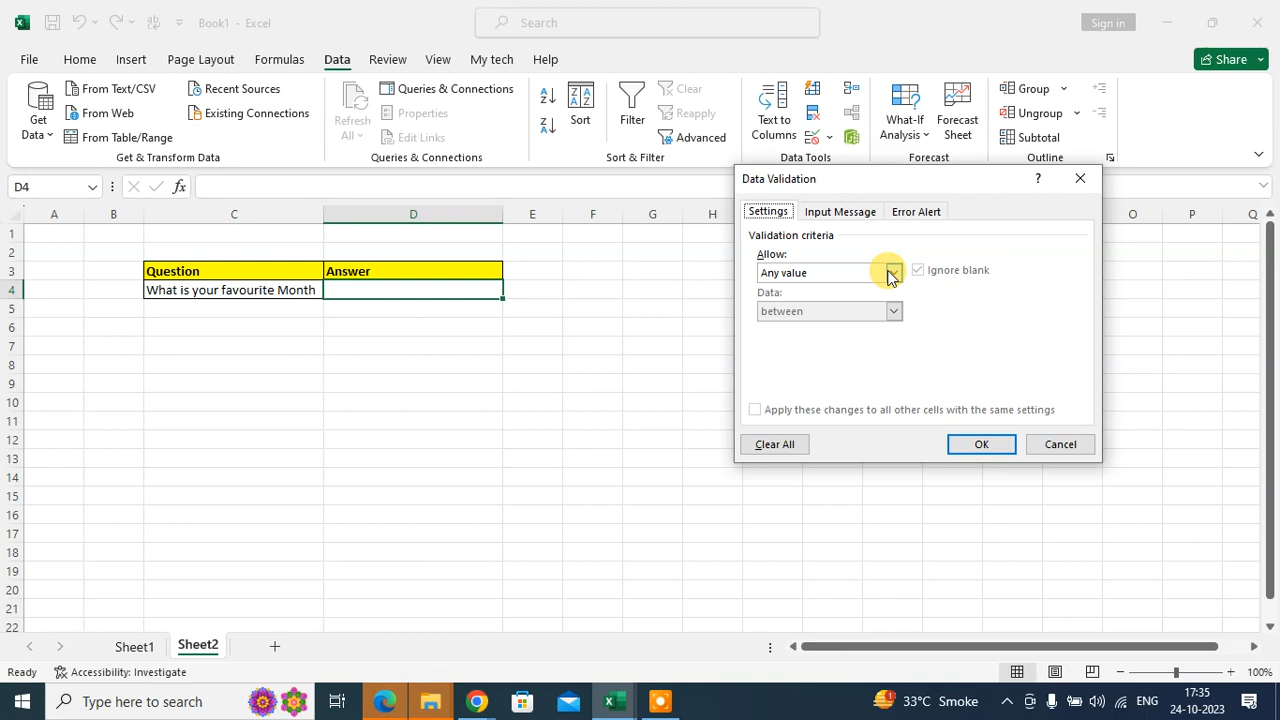 Book1 - Excel
Search
Sign in
File Home Insert Page Layout Formulas Data Review View My tech Help Share
From Text/CSV Recent Sources Queries & Connections Clear Group
From Web Existing Connections Properties Reapply Ungroup
From Table/Range Edit Links Advanced Subtotal
Get Data
Refresh All
Sort
Filter
Text to Columns
What-If Analysis
Forecast Sheet
Get & Transform Data Queries & Connections Sort & Filter Data Tools Forecast Outline
D4 fx
A B C D E F G H O P Q
1
2
3 Question Answer
4 What is your favourite Month
5
6
7
8
9
10
11
12
13
14
15
16
17
18
19
20
21
22
Data Validation ?
Settings Input Message Error Alert
Validation criteria
Allow:
Any value Ignore blank
Data:
between
Apply these changes to all other cells with the same settings
Clear All OK Cancel
Sheet1 Sheet2
Ready Accessibility: Investigate 100%
Type here to search 33°C Smoke ENG 17:35
24-10-2023